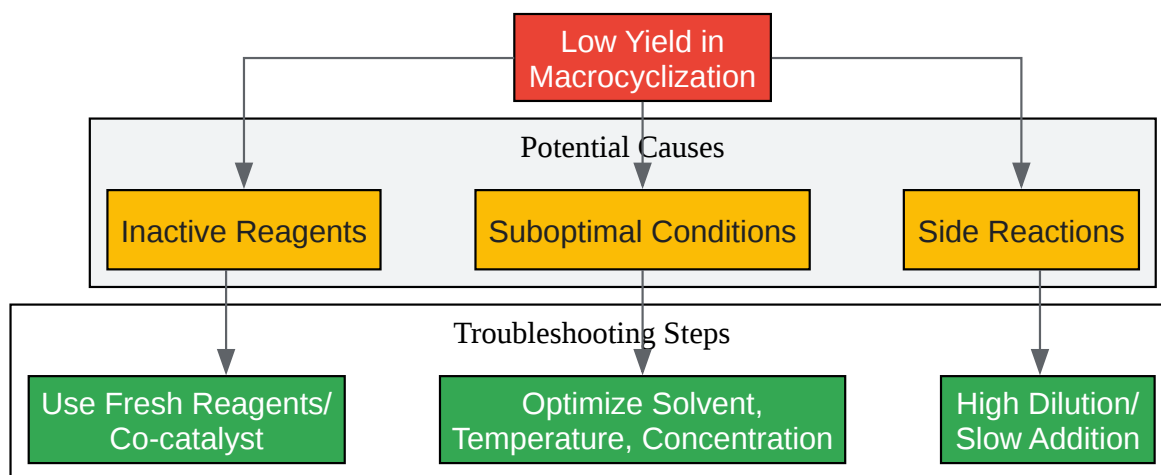 Low Yield in
Macrocyclization
Potential Causes
Inactive Reagents
Suboptimal Conditions
Side Reactions
Troubleshooting Steps
Use Fresh Reagents/
Co-catalyst
Optimize Solvent,
Temperature, Concentration
High Dilution/
Slow Addition